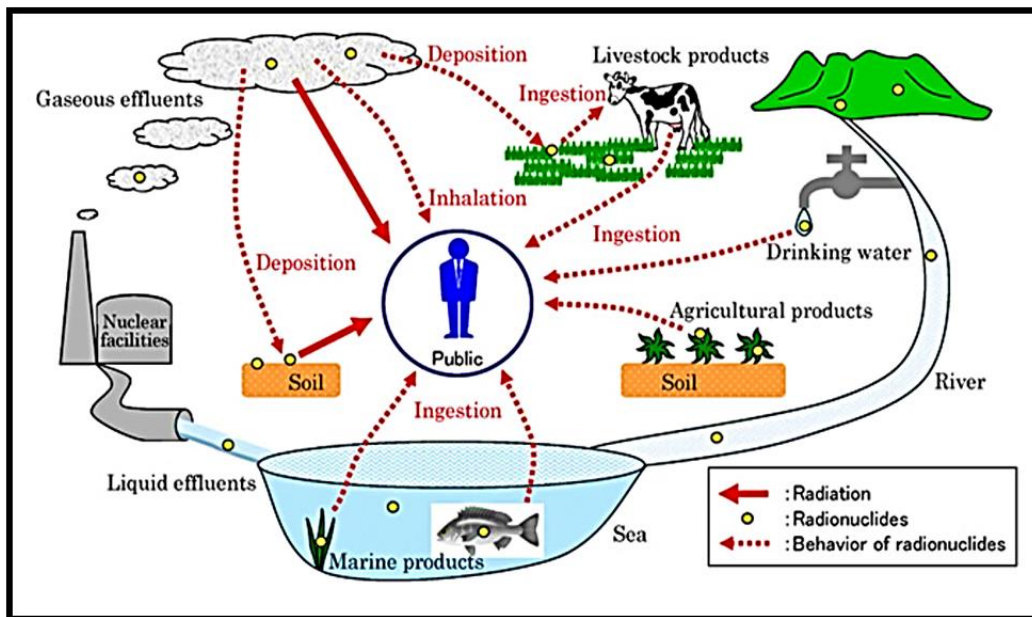 Deposition
Livestock products
Gaseous effluents
Ingestion
Inhalation
Ingestion
Drinking water
Deposition
Agricultural products
Nuclear
facilities
Public
Soil
Soil
River
Ingestion
Liquid effluents
Sea
Marine products
:Radiation
:Radionuclides
:Behavior of radionuclides